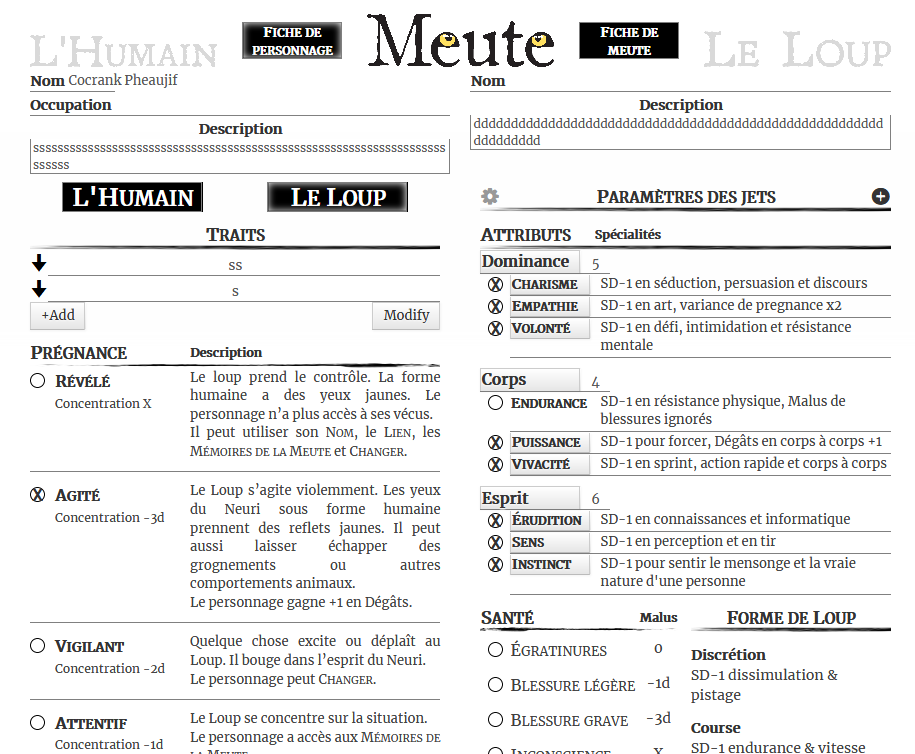 L'Humain
Fiche de
personnage
Meute
Fiche de
meute
Le Loup
Nom Cocrank Pheaujif
Occupation
Description
ssssssssssssssssssssssssssssssssssssssssssssssssssssssssssssssssssss
ssssss
Nom
Description
dddddddddddddddddddddddddddddddddddddddddddddddddddddd
ddddddddd
L'Humain
Le Loup
Traits
ss
s
+Add
Modify
Prégnance
Description
Révélé
Concentration X
Le loup prend le contrôle. La forme
humaine a des yeux jaunes. Le
personnage n’a plus accès à ses vécus.
Il peut utiliser son Nom, le Lien, les
Mémoires de la Meute et Changer.
Agité
Concentration -3d
Le Loup s’agite violemment. Les yeux
du Neuri sous forme humaine
prennent des reflets jaunes. Il peut
aussi laisser échapper des
grognements ou autres
comportements animaux.
Le personnage gagne +1 en Dégâts.
Vigilant
Concentration -2d
Quelque chose excite ou déplaît au
Loup. Il bouge dans l’esprit du Neuri.
Le personnage peut Changer.
Attentif
Concentration -1d
Le Loup se concentre sur la situation.
Le personnage a accès aux Mémoires de
la Meute.
Paramètres des jets
Attributs Spécialités
Dominance 5
Charisme SD-1 en séduction, persuasion et discours
Empathie SD-1 en art, variance de pregnance x2
Volonté SD-1 en défi, intimidation et résistance
mentale
Corps 4
Endurance SD-1 en résistance physique, Malus de
blessures ignorés
Puissance SD-1 pour forcer, Dégâts en corps à corps +1
Vivacité SD-1 en sprint, action rapide et corps à corps
Esprit 6
Érudition SD-1 en connaissances et informatique
Sens SD-1 en perception et en tir
Instinct SD-1 pour sentir le mensonge et la vraie
nature d'une personne
Santé Malus
Égratinures 0
Blessure légère -1d
Blessure grave -3d
Inconscience X
Forme de Loup
Discrétion
SD-1 dissimulation &
pistage
Course
SD-1 endurance & vitesse